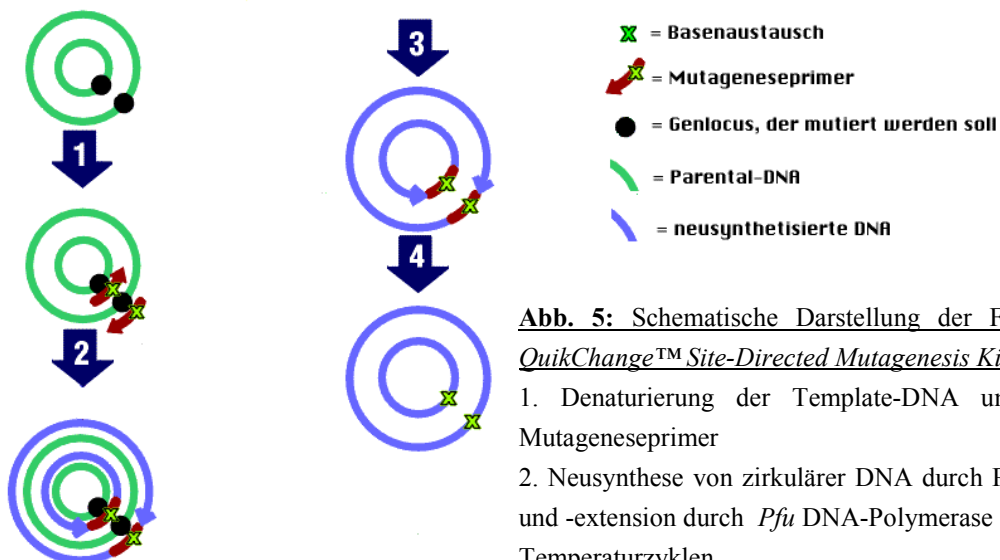 1
2
3
4
= Basenaustausch
= Mutageneseprimer
= Genlocus, der mutiert werden soll
= Parental-DNA
= neusynthetisierte DNA
Abb. 5: Schematische Darstellung der
QuikChange™ Site-Directed Mutagenesis
1. Denaturierung der Template-DNA
Mutageneseprimer
2. Neusynthese von zirkulärer DNA durch
und -extension durch Pfu DNA-Polymerase
Temperaturzyklen